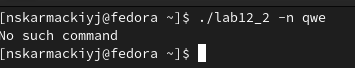 [nskarmackiyj@fedora ~]$ ./lab12_2 -n qwe
No such command
[nskarmackiyj@fedora ~]$